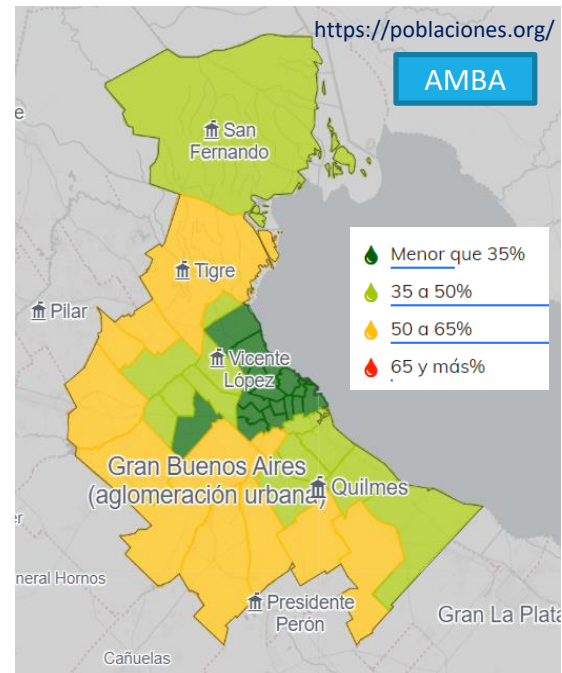 https://poblaciones.org/
AMBA
e
San
Fernando
Menor que 35%
35 a 50%
50 a 65%
65 y más%
Tigre
Pilar
Vicente
López
Gran Buenos Aires
(aglomeración urbana)
Quilmes
er
neral Hornos
Presidente
Perón
Gran La Plata
Cañuelas